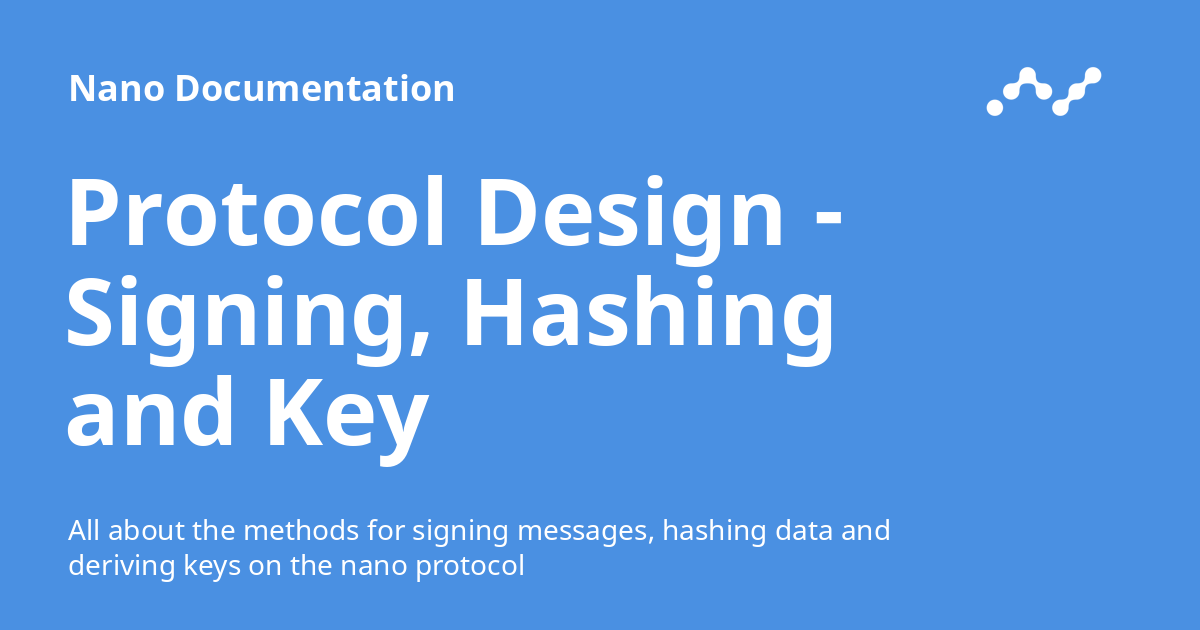 Nano Documentation
Protocol Design -
Signing, Hashing
and Key
All about the methods for signing messages, hashing data and
deriving keys on the nano protocol